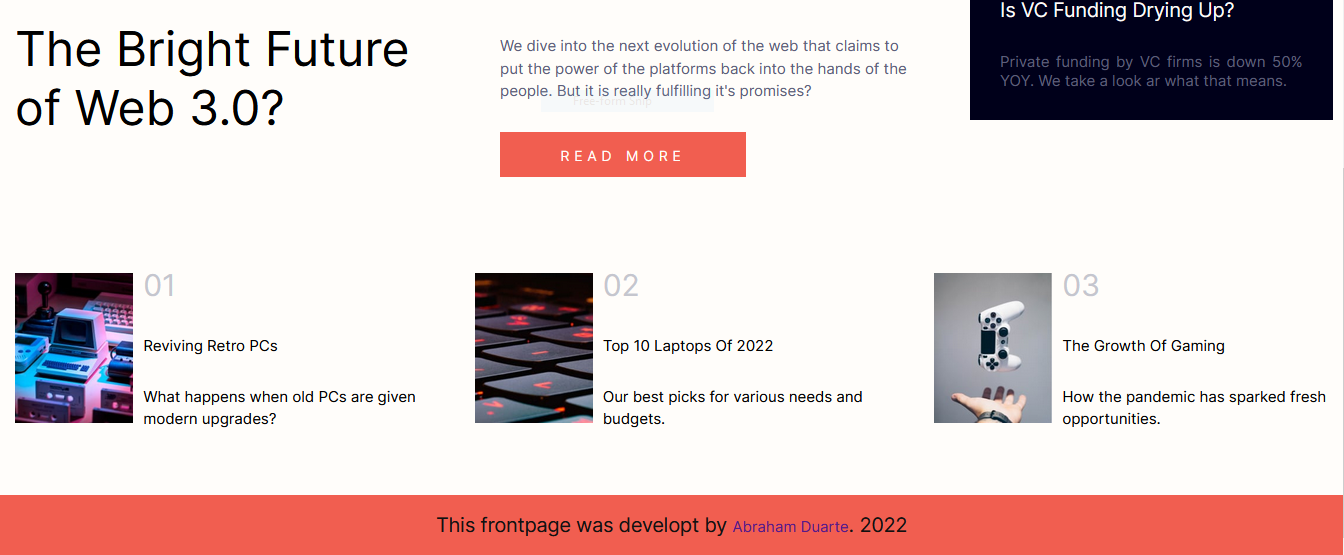 The Bright Future
of Web 3.0?
We dive into the next evolution of the web that claims to
put the power of the platforms back into the hands of the
people. But it is really fulfilling it's promises?
Free-form Snip
READ MORE
Is VC Funding Drying Up?
Private funding by VC firms is down 50%
YOY. We take a look ar what that means.
01
Reviving Retro PCs
What happens when old PCs are given
modern upgrades?
02
Top 10 Laptops Of 2022
Our best picks for various needs and
budgets.
03
The Growth Of Gaming
How the pandemic has sparked fresh
opportunities.
This frontpage was developt by Abraham Duarte. 2022